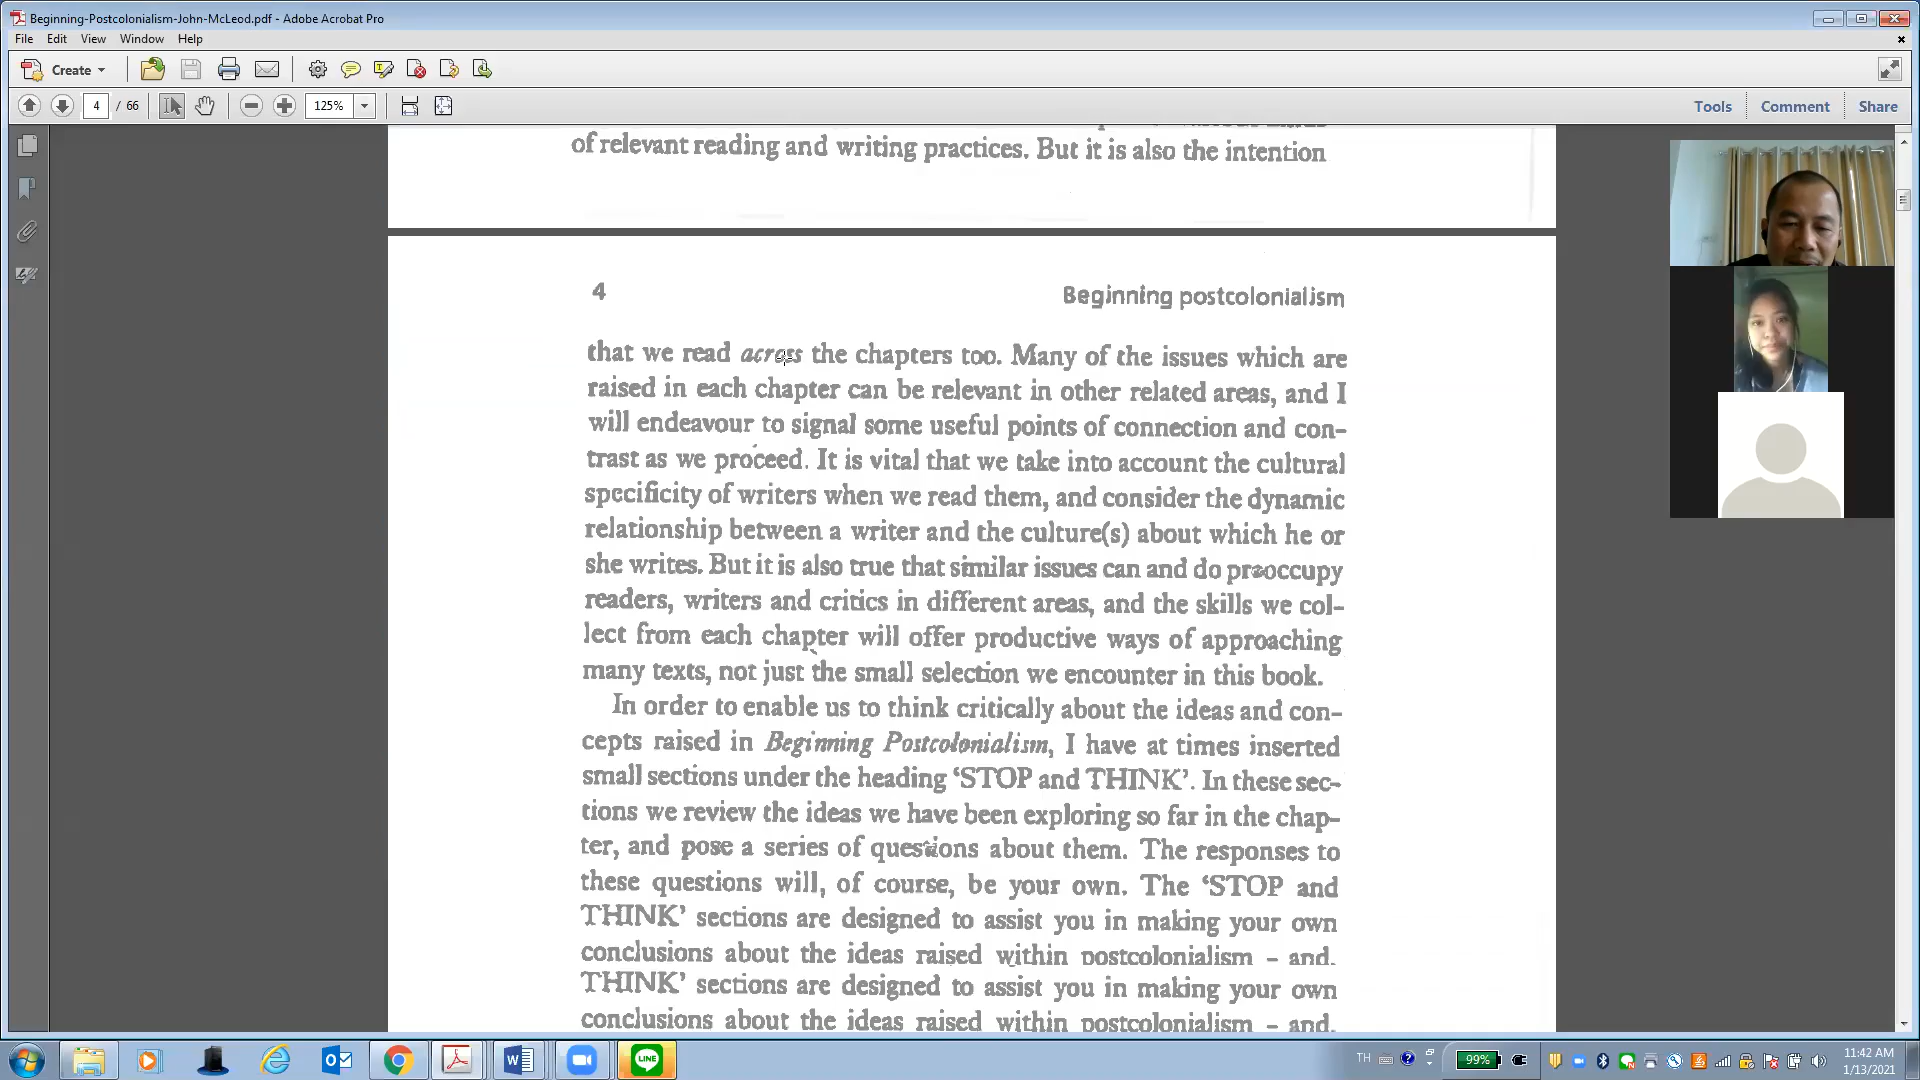 Beginning-Postcolonialism-John-McLeod.pdf - Adobe Acrobat Pro
File Edit View Window Help
Create
4 / 66 125% Tools Comment Share
of relevant reading and writing practices. But it is also the intention
4 Beginning postcolonialism
that we read across the chapters too. Many of the issues which are
raised in each chapter can be relevant in other related areas, and I
will endeavour to signal some useful points of connection and con-
trast as we proceed. It is vital that we take into account the cultural
specificity of writers when we read them, and consider the dynamic
relationship between a writer and the culture(s) about which he or
she writes. But it is also true that similar issues can and do preoccupy
readers, writers and critics in different areas, and the skills we col-
lect from each chapter will offer productive ways of approaching
many texts, not just the small selection we encounter in this book.
In order to enable us to think critically about the ideas and con-
cepts raised in Beginning Postcolonialism, I have at times inserted
small sections under the heading ‘STOP and THINK’. In these sec-
tions we review the ideas we have been exploring so far in the chap-
ter, and pose a series of questions about them. The responses to
these questions will, of course, be your own. The ‘STOP and
THINK’ sections are designed to assist you in making your own
conclusions about the ideas raised within postcolonialism – and,
THINK’ sections are designed to assist you in making your own
conclusions about the ideas raised within postcolonialism – and,
LINE
TH 99% 11:42 AM
1/13/2021